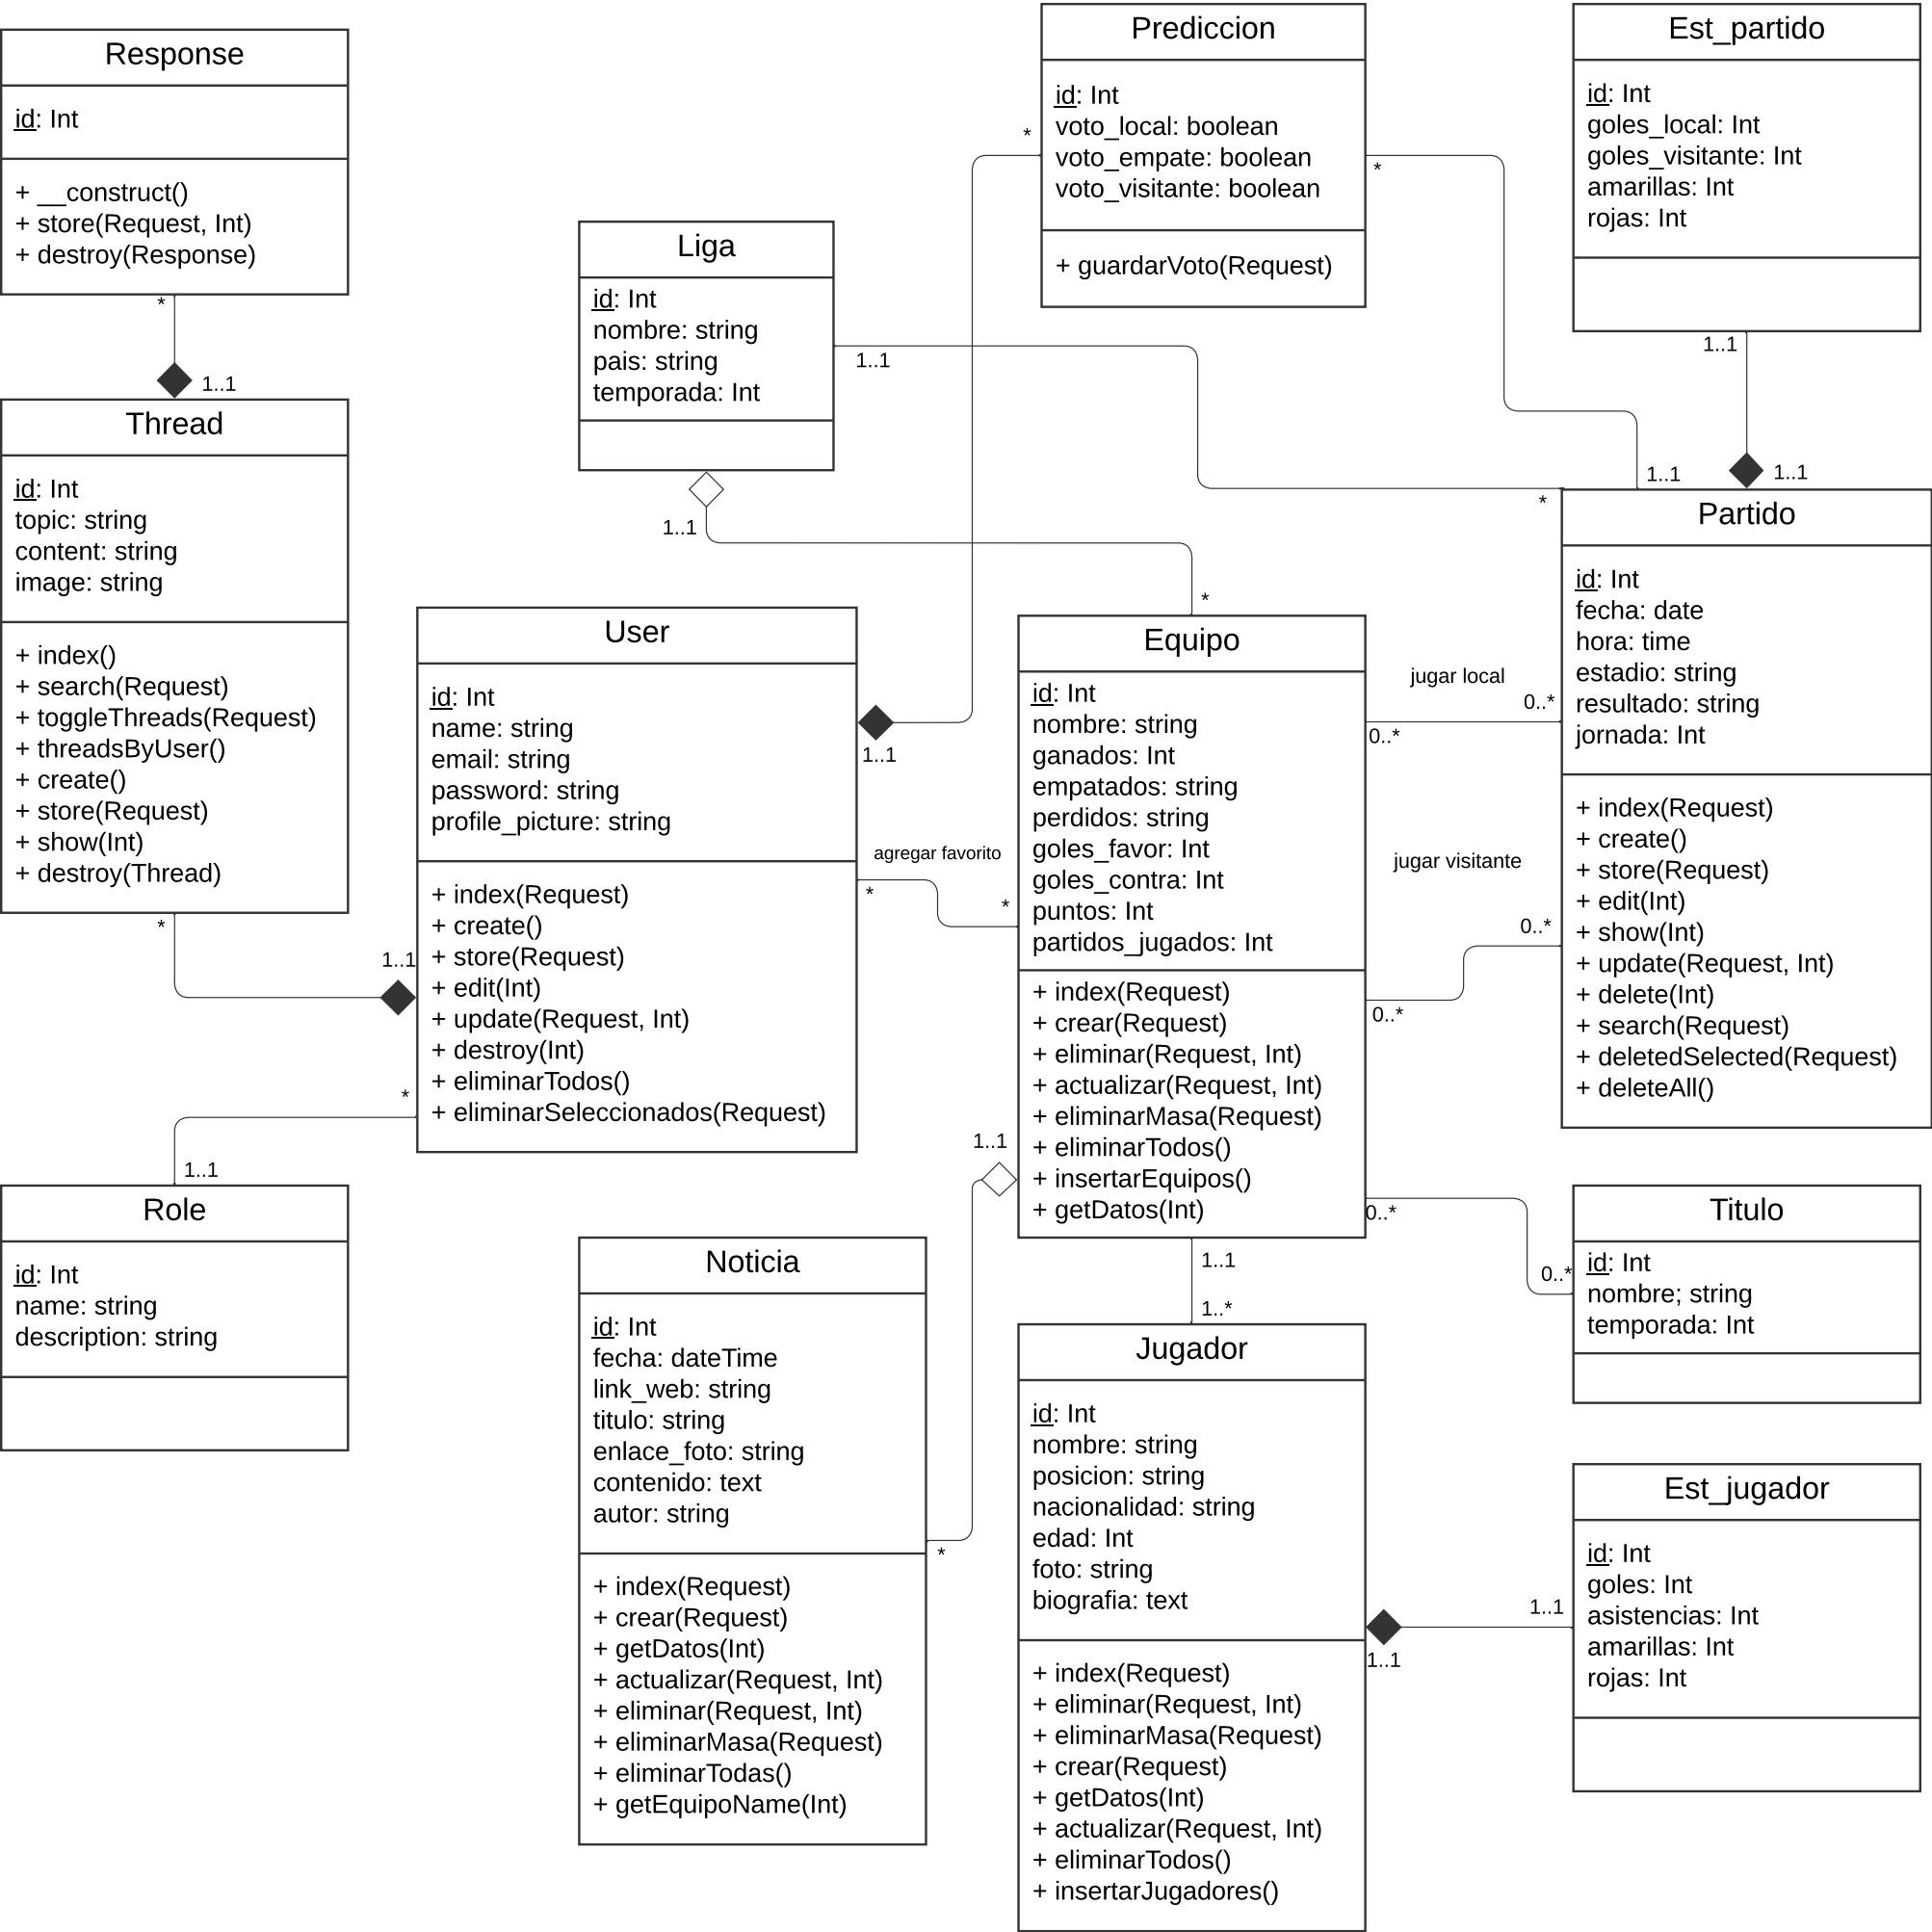 Response
id: Int
+ __construct()
+ store(Request, Int)
+ destroy(Response)
*
1..1
Thread
id: Int
topic: string
content: string
image: string
+ index()
+ search(Request)
+ toggleThreads(Request)
+ threadsByUser()
+ create()
+ store(Request)
+ show(Int)
+ destroy(Thread)
*
1..1
*
1..1
Role
id: Int
name: string
description: string
Liga
id: Int
nombre: string
pais: string
temporada: Int
1..1
*
1..1
*
User
id: Int
name: string
email: string
password: string
profile_picture: string
+ index(Request)
+ create()
+ store(Request)
+ edit(Int)
+ update(Request, Int)
+ destroy(Int)
+ eliminarTodos()
+ eliminarSeleccionados(Request)
1..1
*
agregar favorito
*
*
Prediccion
id: Int
voto_local: boolean
voto_empate: boolean
voto_visitante: boolean
+ guardarVoto(Request)
*
1..1
Est_partido
id: Int
goles_local: Int
goles_visitante: Int
amarillas: Int
rojas: Int
1..1
1..1
Equipo
id: Int
nombre: string
ganados: Int
empatados: string
perdidos: string
goles_favor: Int
goles_contra: Int
puntos: Int
partidos_jugados: Int
+ index(Request)
+ crear(Request)
+ eliminar(Request, Int)
+ actualizar(Request, Int)
+ eliminarMasa(Request)
+ eliminarTodos()
+ insertarEquipos()
+ getDatos(Int)
jugar local
0..*
0..*
jugar visitante
0..*
0..*
Partido
id: Int
fecha: date
hora: time
estadio: string
resultado: string
jornada: Int
+ index(Request)
+ create()
+ store(Request)
+ edit(Int)
+ show(Int)
+ update(Request, Int)
+ delete(Int)
+ search(Request)
+ deletedSelected(Request)
+ deleteAll()
1..1
*
Noticia
id: Int
fecha: dateTime
link_web: string
titulo: string
enlace_foto: string
contenido: text
autor: string
+ index(Request)
+ crear(Request)
+ getDatos(Int)
+ actualizar(Request, Int)
+ eliminar(Request, Int)
+ eliminarMasa(Request)
+ eliminarTodas()
+ getEquipoName(Int)
1..1
1..*
Jugador
id: Int
nombre: string
posicion: string
nacionalidad: string
edad: Int
foto: string
biografia: text
+ index(Request)
+ eliminar(Request, Int)
+ eliminarMasa(Request)
+ crear(Request)
+ getDatos(Int)
+ actualizar(Request, Int)
+ eliminarTodos()
+ insertarJugadores()
0..*
0..*
Titulo
id: Int
nombre; string
temporada: Int
1..1
1..1
Est_jugador
id: Int
goles: Int
asistencias: Int
amarillas: Int
rojas: Int